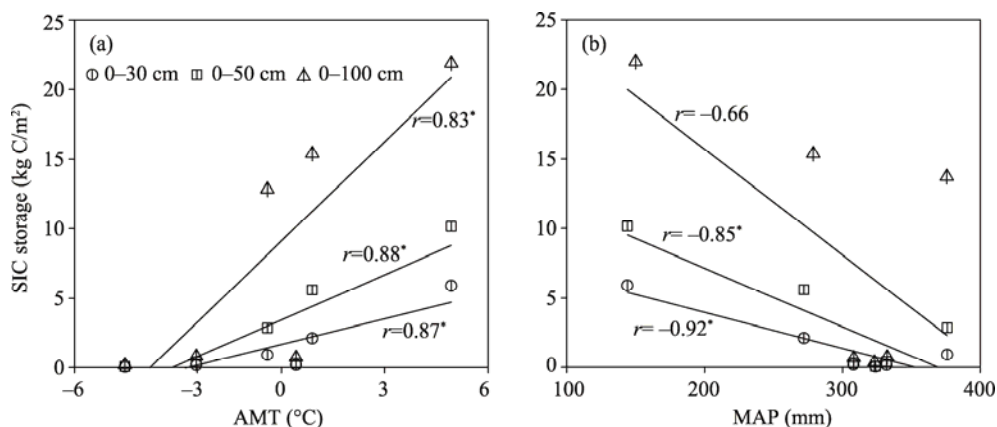 (a)
0–30 cm 0–50 cm 0–100 cm
SIC storage (kg C/m²)
25
20
15
10
5
0
r=0.83*
r=0.88*
r=0.87*
–6 –3 0 3 6
AMT (°C)
(b)
25
20
15
10
5
0
r= –0.66
r= –0.85*
r= –0.92*
100 200 300 400
MAP (mm)